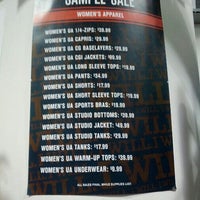 SAMPLE SALE
WOMEN'S APPAREL
WOMEN'S UA 1/4-ZIPS: $39.99
WOMEN'S UA CAPRIS: $29.99
WOMEN'S UA CG BASELAYERS: $29.99
WOMEN'S UA CGI JACKETS: $99.99
WOMEN'S UA LONG SLEEVE TOPS: $19.99
WOMEN'S UA PANTS: $34.99
WOMEN'S UA SHORTS: $17.99
WOMEN'S UA SHORT SLEEVE TOPS: $19.99
WOMEN'S UA SPORTS BRAS: $19.99
WOMEN'S UA STUDIO BOTTOMS: $39.99
WOMEN'S UA STUDIO JACKET: $49.99
WOMEN'S UA STUDIO TANKS: $29.99
WOMEN'S UA TANKS: $17.99
WOMEN'S UA WARM-UP TOPS: $39.99
WOMEN'S UA UNDERWEAR: $9.99
ALL SALES FINAL. WHILE SUPPLIES LAST.